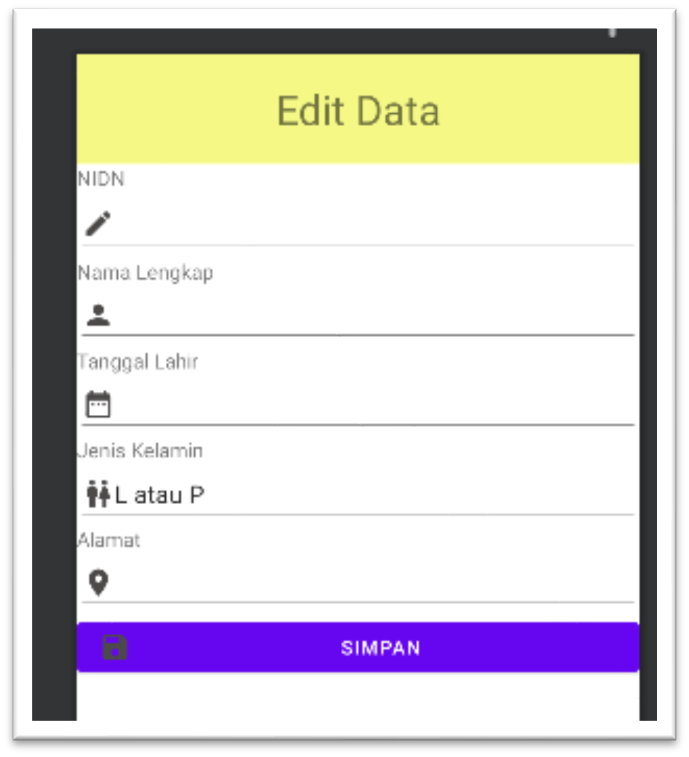 Edit Data
NIDN
Nama Lengkap
Tanggal Lahir
Jenis Kelamin
L atau P
Alamat
SIMPAN